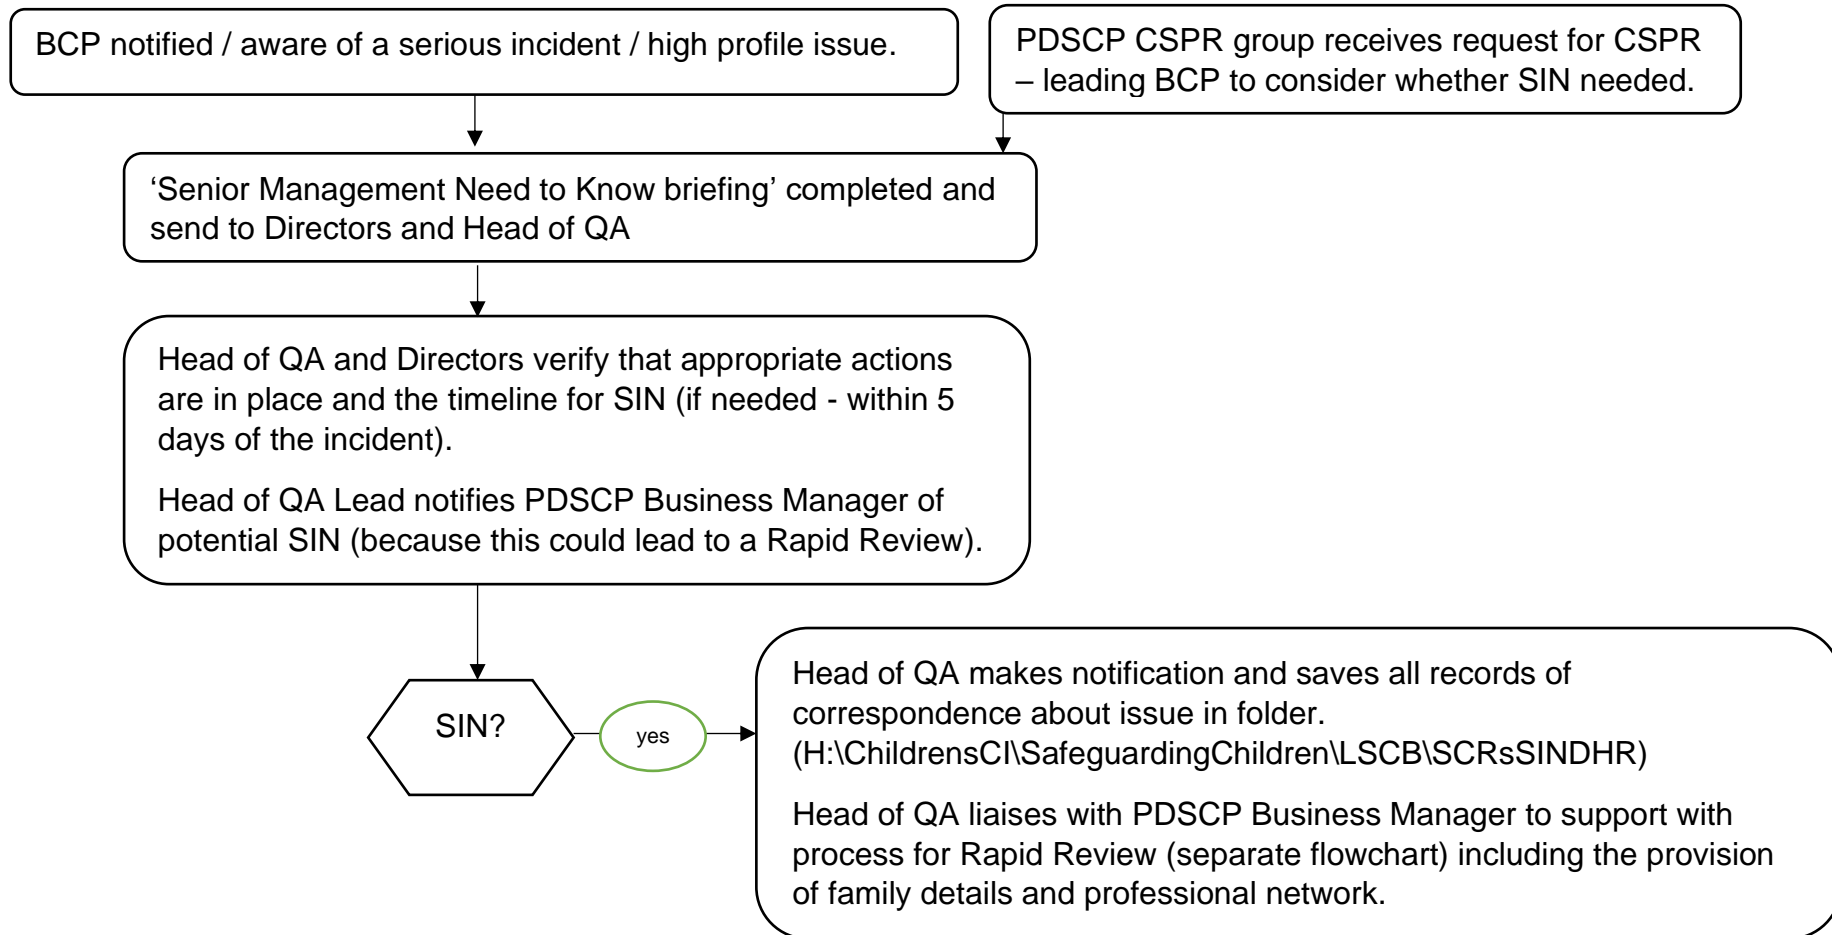 BCP notified / aware of a serious incident / high profile issue.
PDSCP CSPR group receives request for CSPR
– leading BCP to consider whether SIN needed.
‘Senior Management Need to Know briefing’ completed and
send to Directors and Head of QA
Head of QA and Directors verify that appropriate actions
are in place and the timeline for SIN (if needed - within 5
days of the incident).
Head of QA Lead notifies PDSCP Business Manager of
potential SIN (because this could lead to a Rapid Review).
SIN?
yes
Head of QA makes notification and saves all records of
correspondence about issue in folder.
(H:\ChildrensCI\SafeguardingChildren\LSCB\SCRsSINDHR)
Head of QA liaises with PDSCP Business Manager to support with
process for Rapid Review (separate flowchart) including the provision
of family details and professional network.